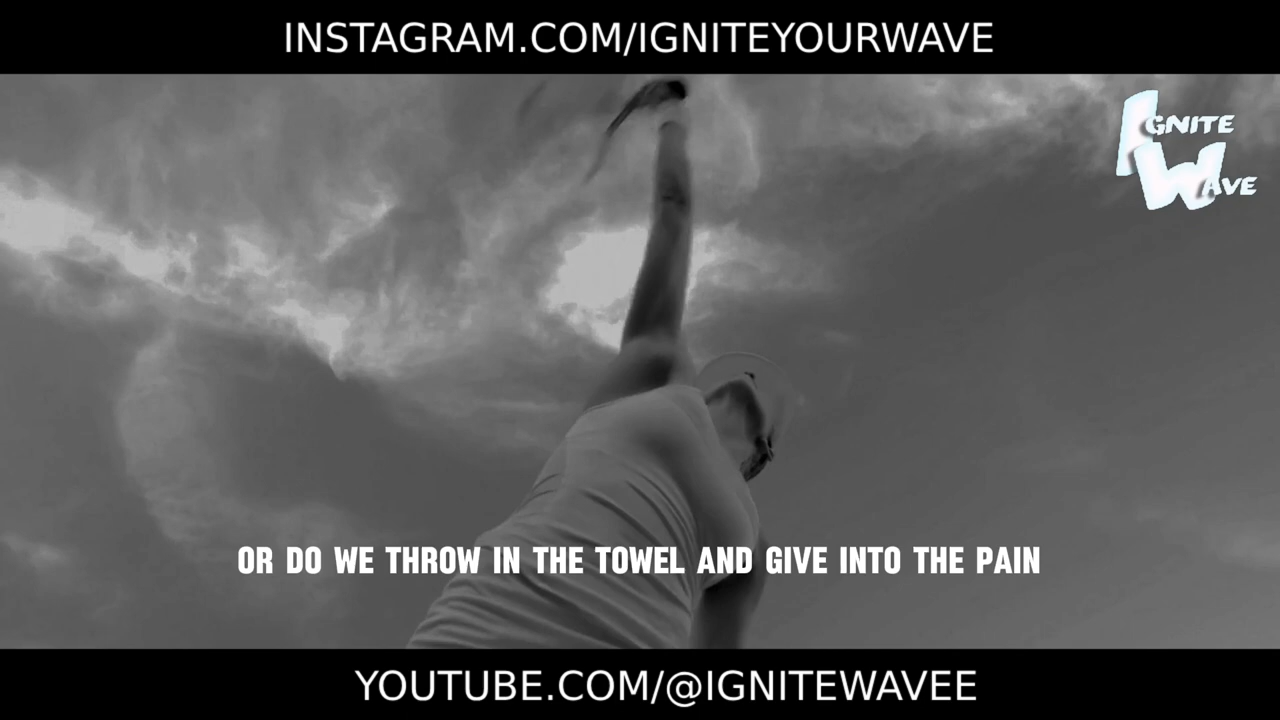 INSTAGRAM.COM/IGNITEYOURWAVE
IGNITE
WAVE
OR DO WE THROW IN THE TOWEL AND GIVE INTO THE PAIN
YOUTUBE.COM/@IGNITEWAVEE